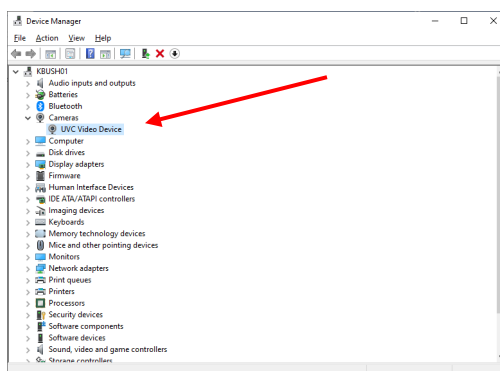 Device Manager
File Action View Help
KBUSH01
Audio inputs and outputs
Batteries
Bluetooth
Cameras
UVC Video Device
Computer
Disk drives
Display adapters
Firmware
Human Interface Devices
IDE ATA/ATAPI controllers
Imaging devices
Keyboards
Memory technology devices
Mice and other pointing devices
Monitors
Network adapters
Print queues
Printers
Processors
Security devices
Software components
Software devices
Sound, video and game controllers
Storage controllers